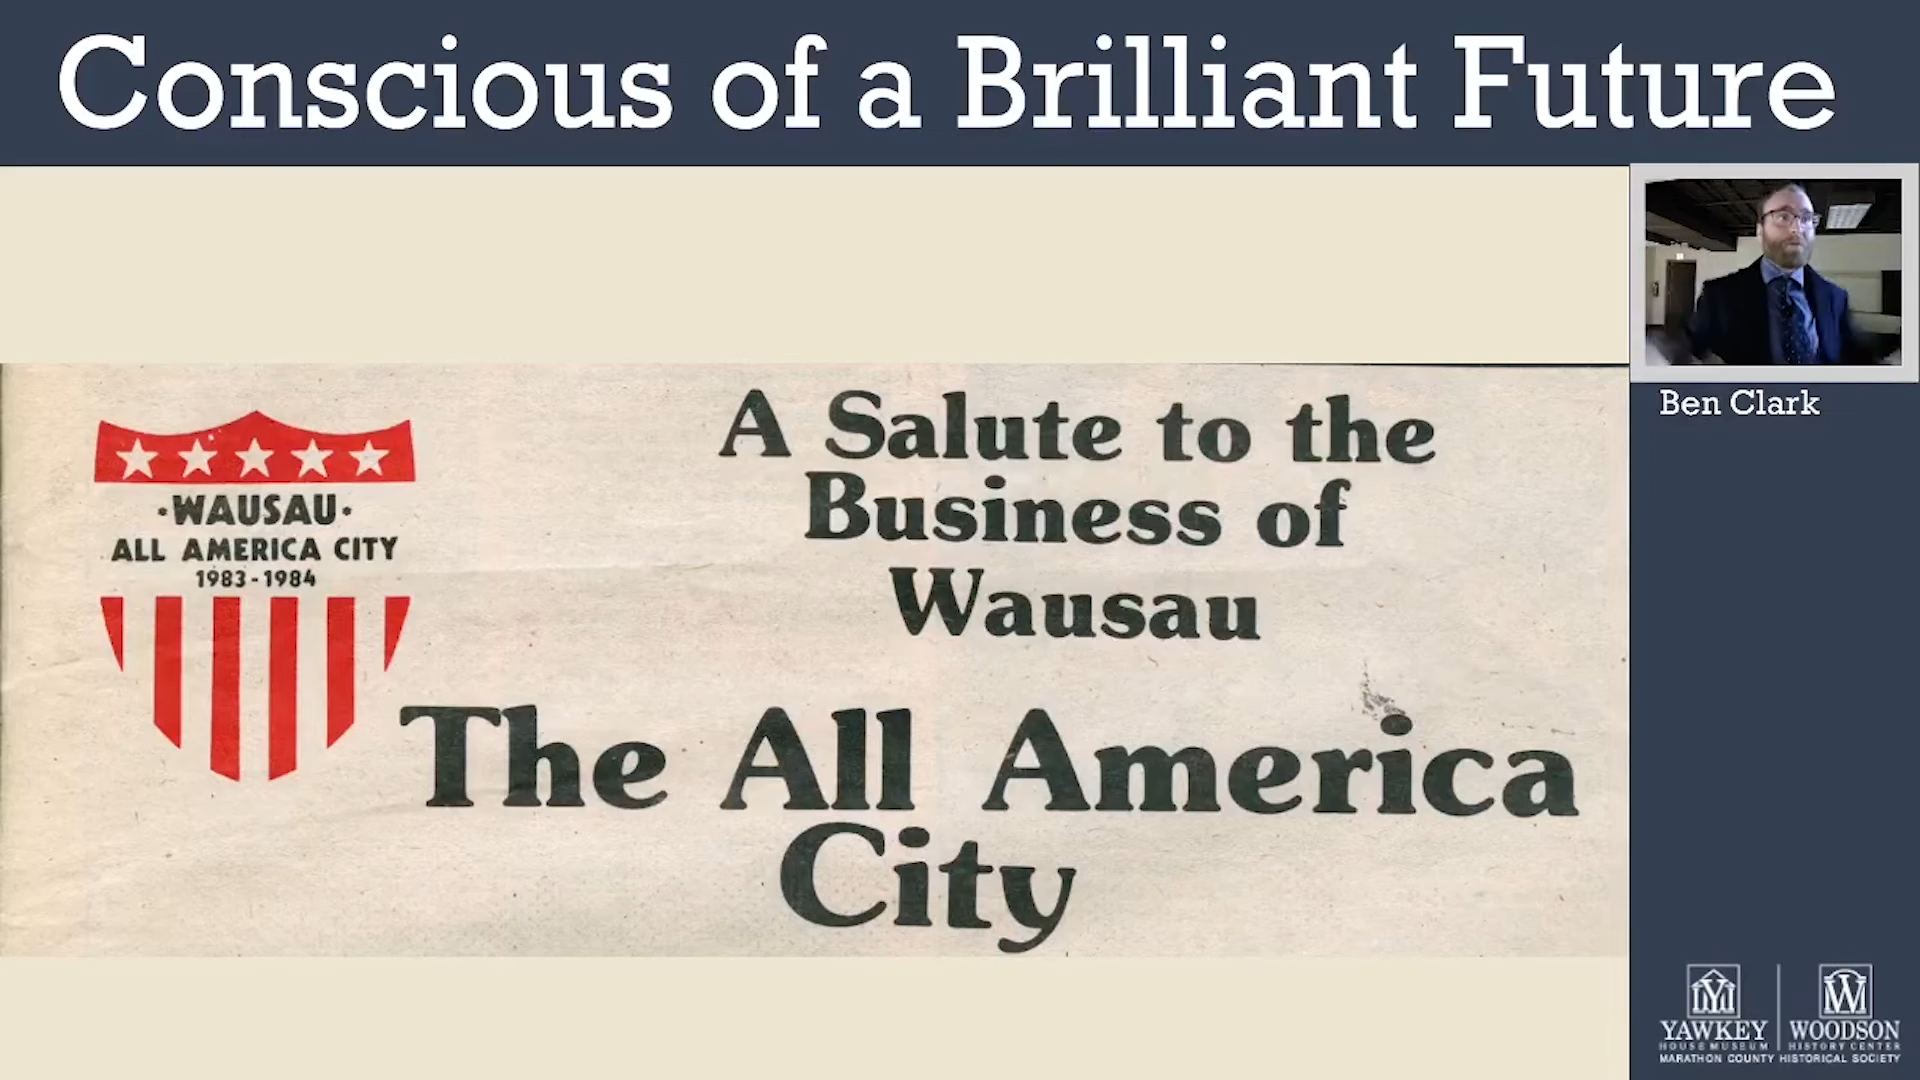 Conscious of a Brilliant Future
Ben Clark
A Salute to the
Business of
Wausau
The All America
City
·WAUSAU·
ALL AMERICA CITY
1983-1984
YAWKEY
HOUSE MUSEUM
WOODSON
HISTORY CENTER
MARATHON COUNTY HISTORICAL SOCIETY